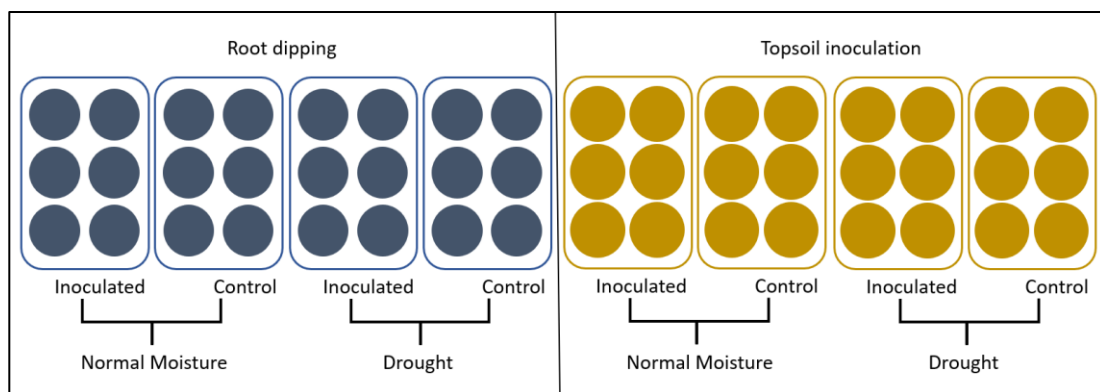 Root dipping
Topsoil inoculation
Inoculated
Control
Inoculated
Control
Inoculated
Control
Inoculated
Control
Normal Moisture
Drought
Normal Moisture
Drought